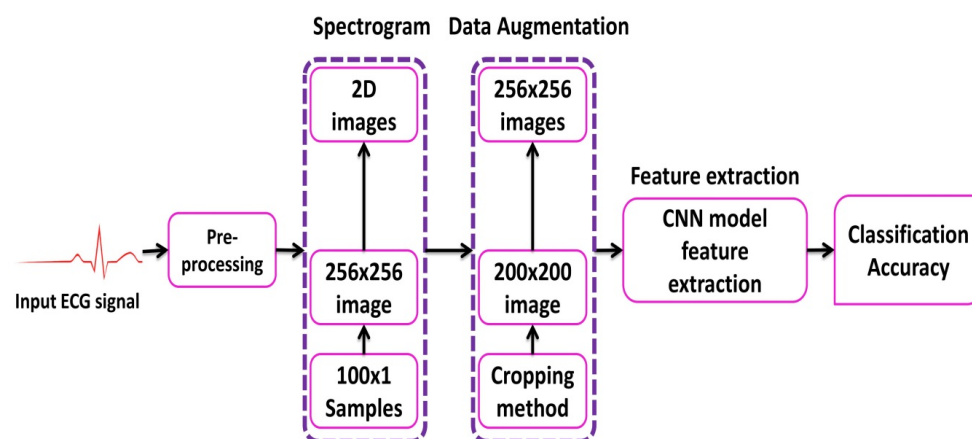 Spectrogram
Data Augmentation
2D
images
256x256
images
256x256
image
200x200
image
100x1
Samples
Cropping
method
Input ECG signal
Pre-
processing
Feature extraction
CNN model
feature
extraction
Classification
Accuracy